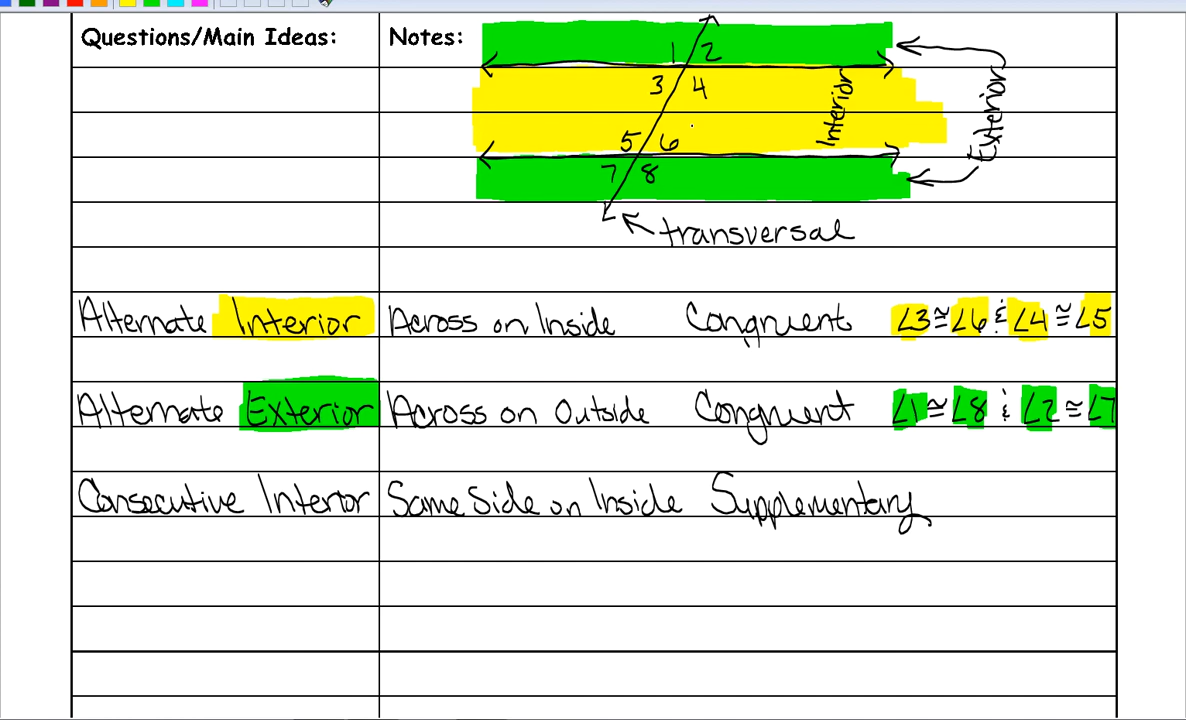 Questions/Main Ideas: Notes:
1 2
3 4
Interior
Exterior
5 6
7 8
transversal
Alternate Interior Across on Inside Congruent ∠3≅∠6 & ∠4≅∠5
Alternate Exterior Across on Outside Congruent ∠1≅∠8 & ∠2≅∠7
Consecutive Interior Same Side on Inside Supplementary